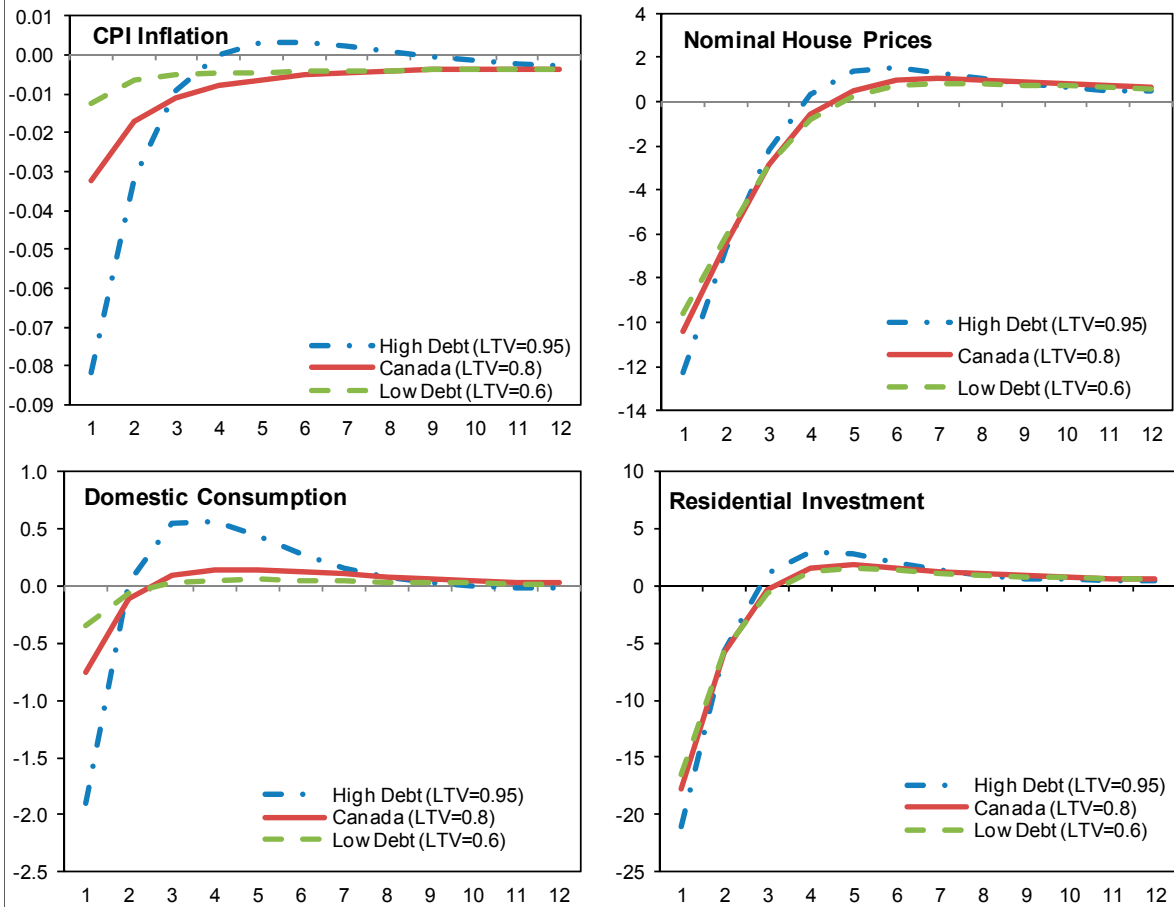 CPI Inflation
0.01
0.00
-0.01
-0.02
-0.03
-0.04
-0.05
-0.06
-0.07
-0.08
-0.09
High Debt (LTV=0.95)
Canada (LTV=0.8)
Low Debt (LTV=0.6)
1 2 3 4 5 6 7 8 9 10 11 12
Nominal House Prices
4
2
0
-2
-4
-6
-8
-10
-12
-14
High Debt (LTV=0.95)
Canada (LTV=0.8)
Low Debt (LTV=0.6)
1 2 3 4 5 6 7 8 9 10 11 12
Domestic Consumption
1.0
0.5
0.0
-0.5
-1.0
-1.5
-2.0
-2.5
High Debt (LTV=0.95)
Canada (LTV=0.8)
Low Debt (LTV=0.6)
1 2 3 4 5 6 7 8 9 10 11 12
Residential Investment
10
5
0
-5
-10
-15
-20
-25
High Debt (LTV=0.95)
Canada (LTV=0.8)
Low Debt (LTV=0.6)
1 2 3 4 5 6 7 8 9 10 11 12